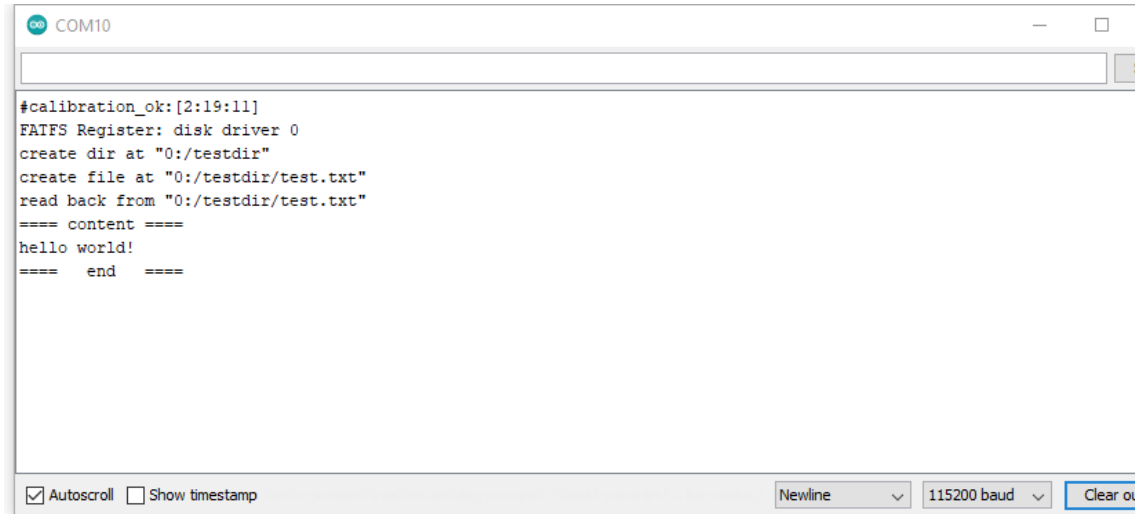 COM10
#calibration_ok:[2:19:11]
FATFS Register: disk driver 0
create dir at "0:/testdir"
create file at "0:/testdir/test.txt"
read back from "0:/testdir/test.txt"
==== content ====
hello world!
====   end   ====
Autoscroll Show timestamp Newline 115200 baud Clear ou